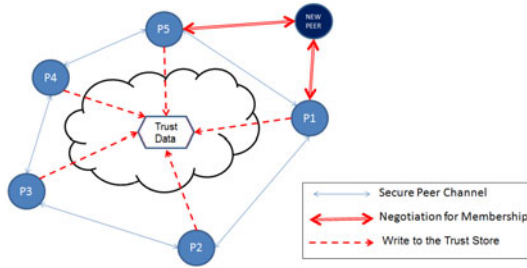 NEW
PEER
P5
P4
P1
Trust
Data
P3
P2
Secure Peer Channel
Negotiation for Membership
Write to the Trust Store